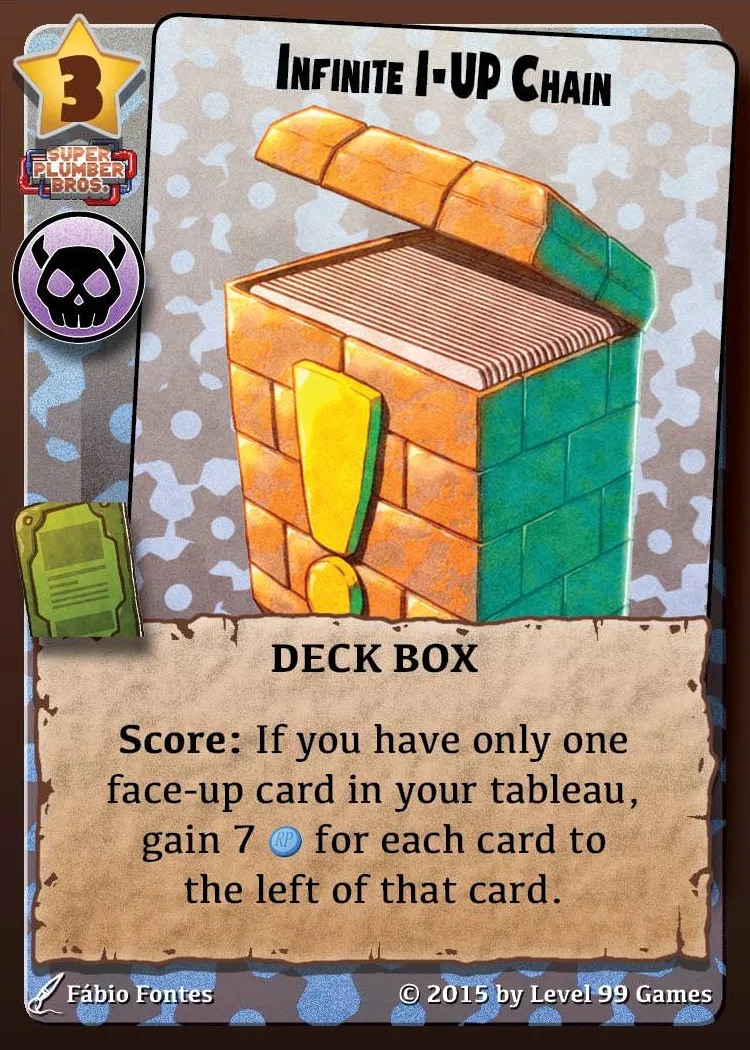 3
INFINITE 1-UP CHAIN
SUPER
PLUMBER
BROS.
DECK BOX
Score: If you have only one
face-up card in your tableau,
gain 7 RP for each card to
the left of that card.
Fábio Fontes
© 2015 by Level 99 Games